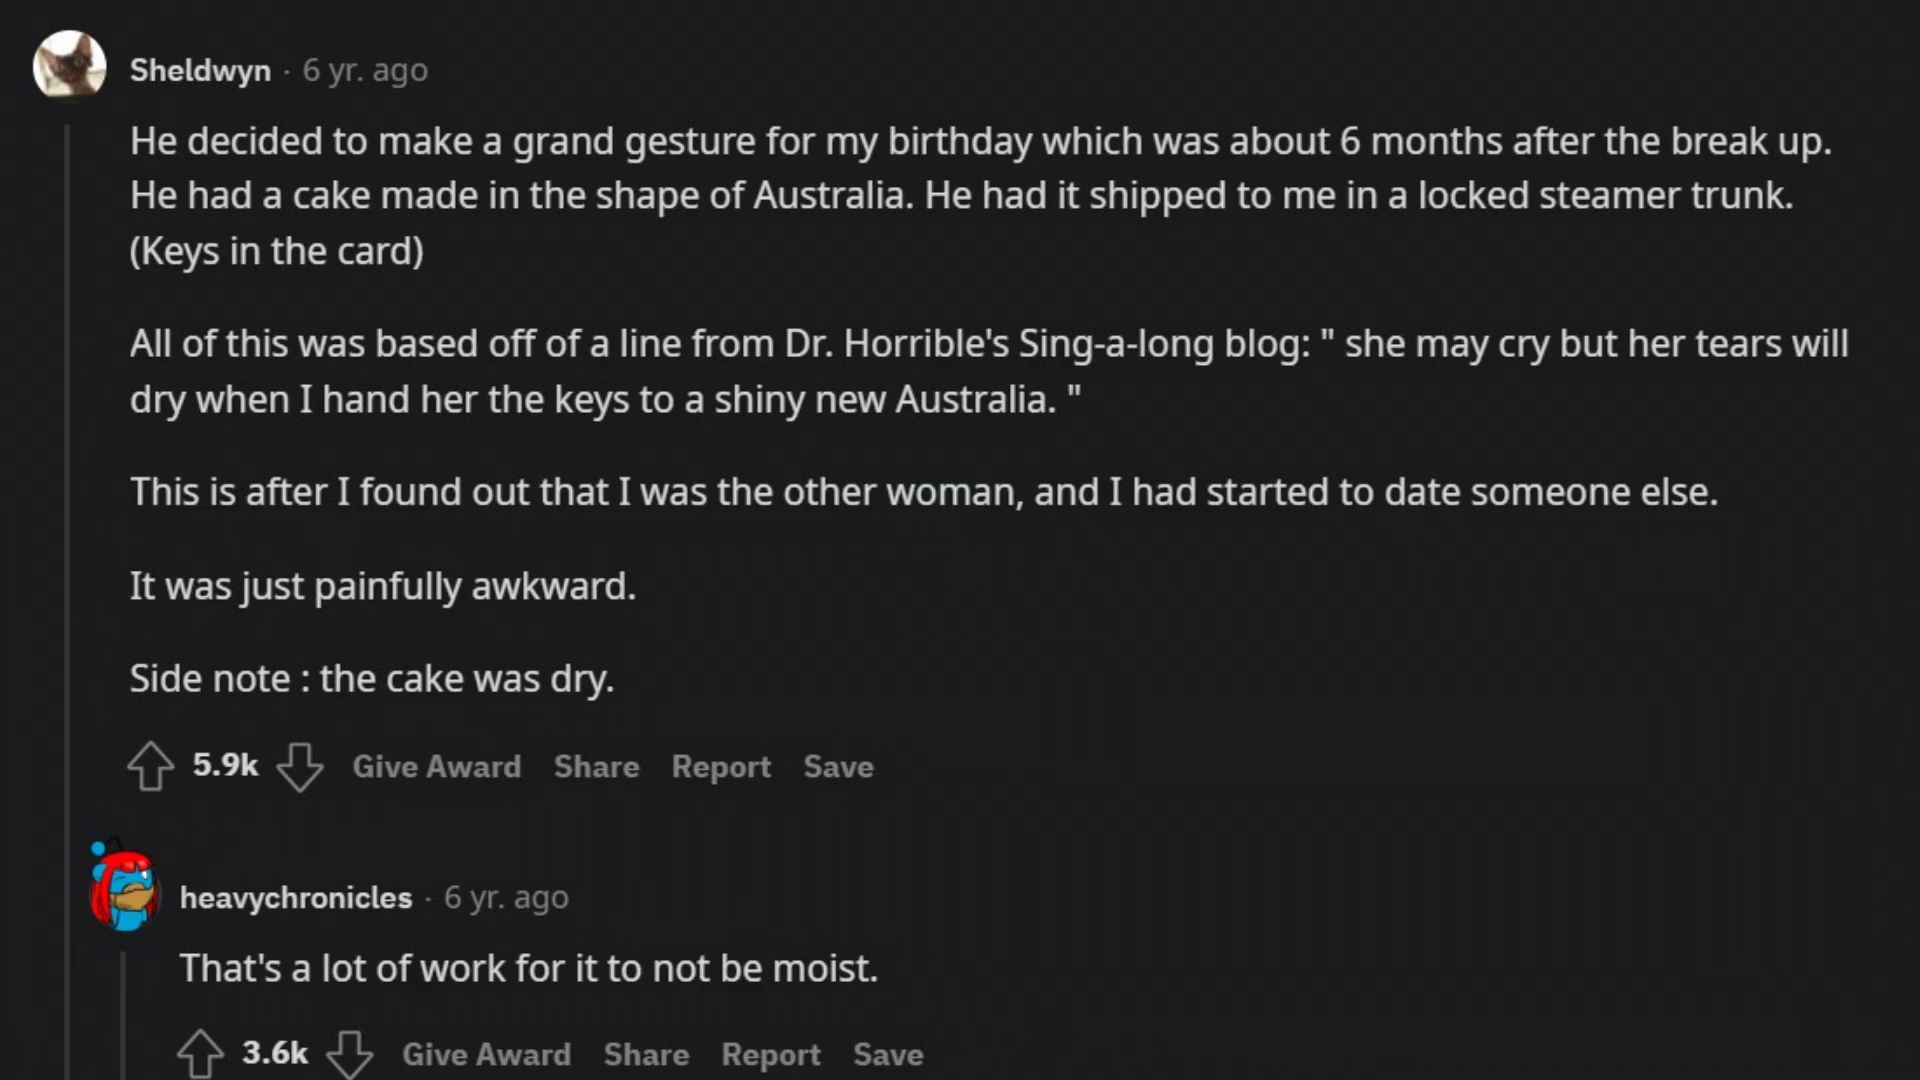 Sheldwyn · 6 yr. ago
He decided to make a grand gesture for my birthday which was about 6 months after the break up.
He had a cake made in the shape of Australia. He had it shipped to me in a locked steamer trunk.
(Keys in the card)
All of this was based off of a line from Dr. Horrible's Sing-a-long blog: " she may cry but her tears will
dry when I hand her the keys to a shiny new Australia. "
This is after I found out that I was the other woman, and I had started to date someone else.
It was just painfully awkward.
Side note : the cake was dry.
5.9k Give Award Share Report Save
heavychronicles · 6 yr. ago
That's a lot of work for it to not be moist.
3.6k Give Award Share Report Save